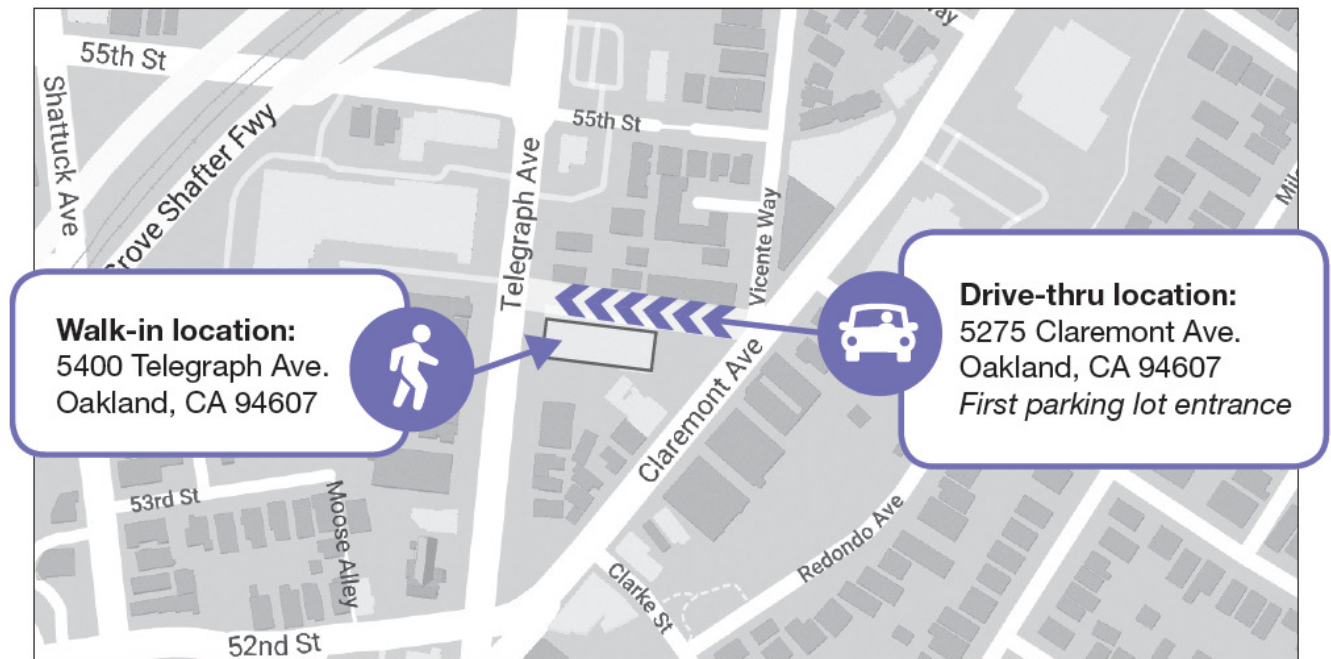 55th St
Shattuck Ave
Grove Shafter Fwy
Telegraph Ave
55th St
Vicente Way
Walk-in location:
5400 Telegraph Ave.
Oakland, CA 94607
Drive-thru location:
5275 Claremont Ave.
Oakland, CA 94607
First parking lot entrance
Claremont Ave
53rd St
Moose Alley
Redondo Ave
Clarke St
52nd St